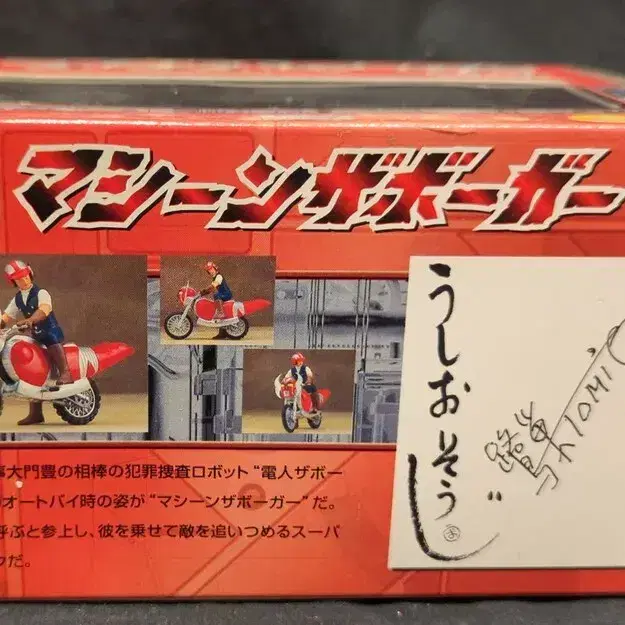 マシーンザボーガー
事大門豊の相棒の犯罪捜査ロボット“電人ザボー
のオートバイ時の姿が“マシーンザボーガー”だ。
呼ぶと参上し、彼を乗せて敵を追いつめるスーパ
クだ。
うしおそうじ